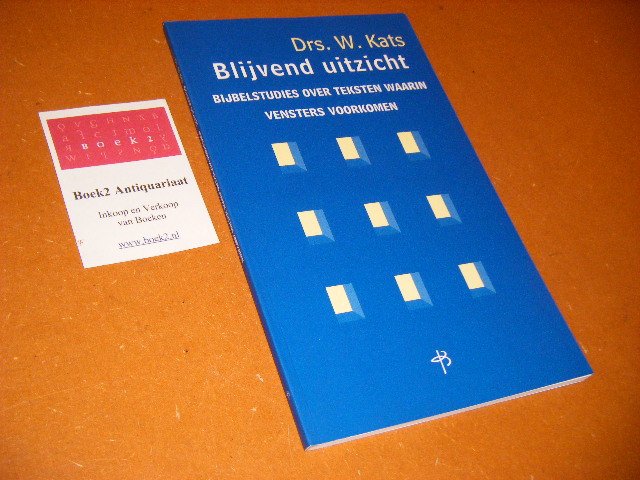 Drs. W. Kats
Blijvend uitzicht
BIJBELSTUDIES OVER TEKSTEN WAARIN
VENSTERS VOORKOMEN
BOEK2
Boek2 Antiquariaat
Inkoop en Verkoop
van Boeken
www.boek2.nl